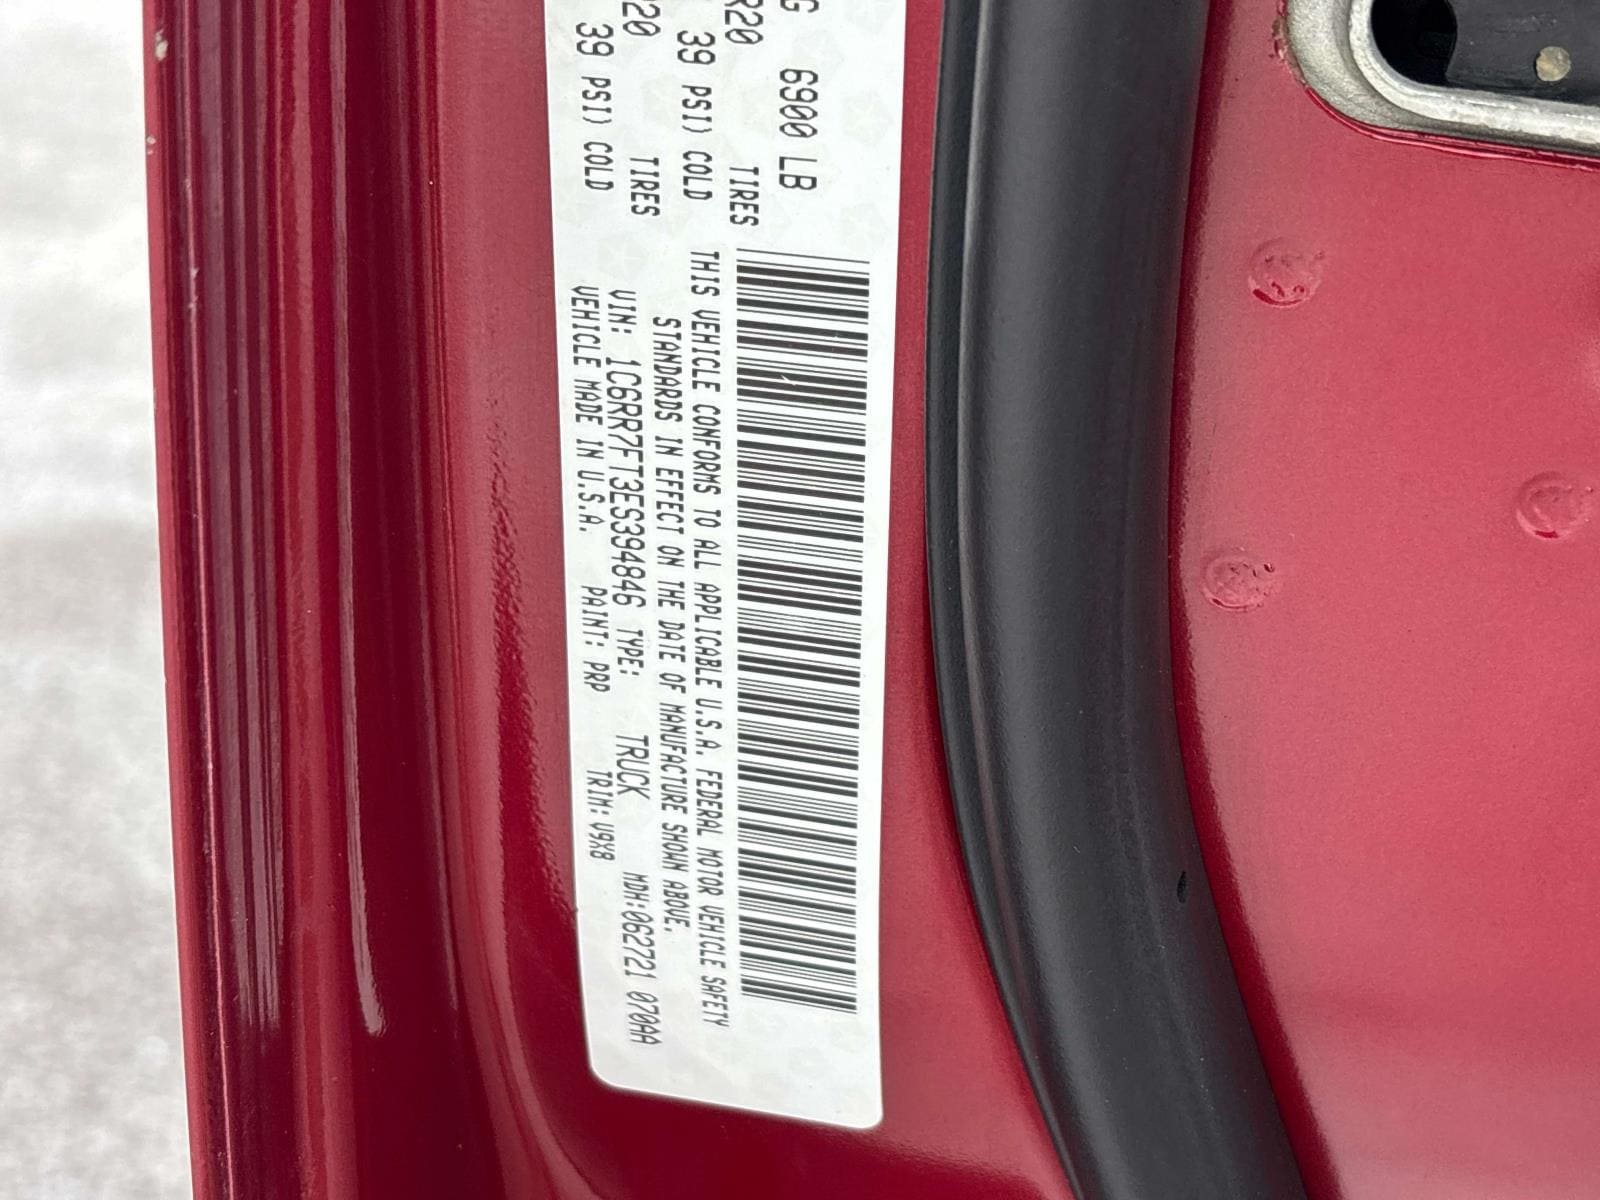 G 6900 LB
R20 TIRES
39 PSI) COLD
R20 TIRES
39 PSI) COLD
THIS VEHICLE CONFORMS TO ALL APPLICABLE U.S.A. FEDERAL MOTOR VEHICLE SAFETY
STANDARDS IN EFFECT ON THE DATE OF MANUFACTURE SHOWN ABOVE.
VIN: 1C6RR7FT3ES394846 TYPE: TRUCK MDH:062721 070AA
VEHICLE MADE IN U.S.A. PAINT: PRP TRIM:V9X8